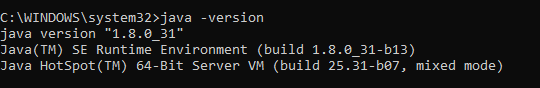 C:\WINDOWS\system32>java -version
java version "1.8.0_31"
Java(TM) SE Runtime Environment (build 1.8.0_31-b13)
Java HotSpot(TM) 64-Bit Server VM (build 25.31-b07, mixed mode)